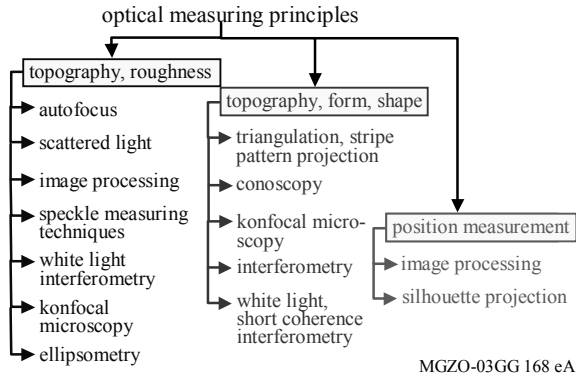 optical measuring principles
topography, roughness
autofocus
scattered light
image processing
speckle measuring
techniques
white light
interferometry
konfocal
microscopy
ellipsometry
topography, form, shape
triangulation, stripe
pattern projection
conoscopy
konfocal micro-
scopy
interferometry
white light,
short coherence
interferometry
position measurement
image processing
silhouette projection
MGZO-03GG 168 eA